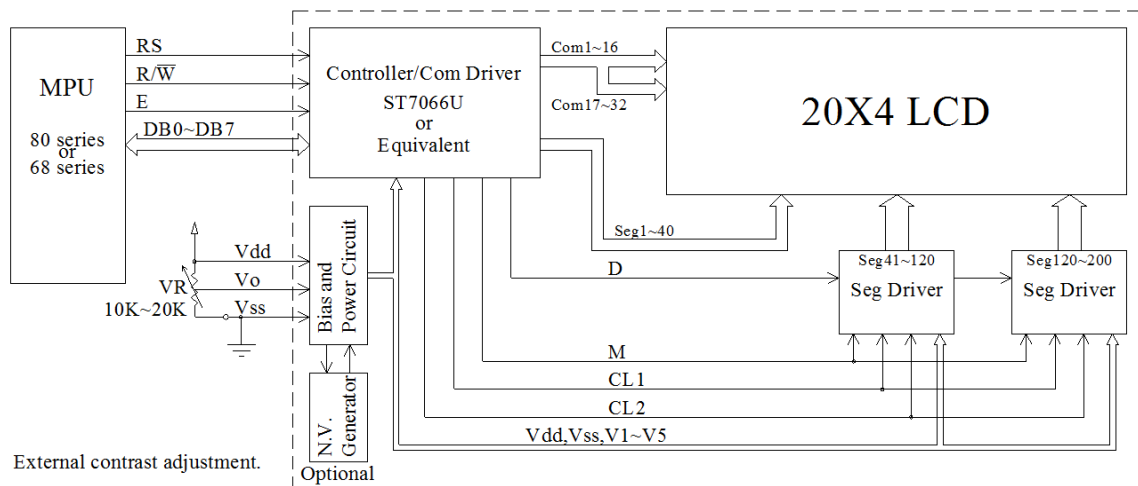 MPU
80 series
or
68 series
RS
R/W̅
E
DB0~DB7
Controller/Com Driver
ST7066U
or
Equivalent
Com1~16
Com17~32
20X4 LCD
Seg1~40
Vdd
Vo
Vss
VR
10K~20K
Bias and
Power Circuit
D
Seg41~120
Seg Driver
Seg120~200
Seg Driver
M
CL1
CL2
Vdd,Vss,V1~V5
N.V.
Generator
Optional
External contrast adjustment.